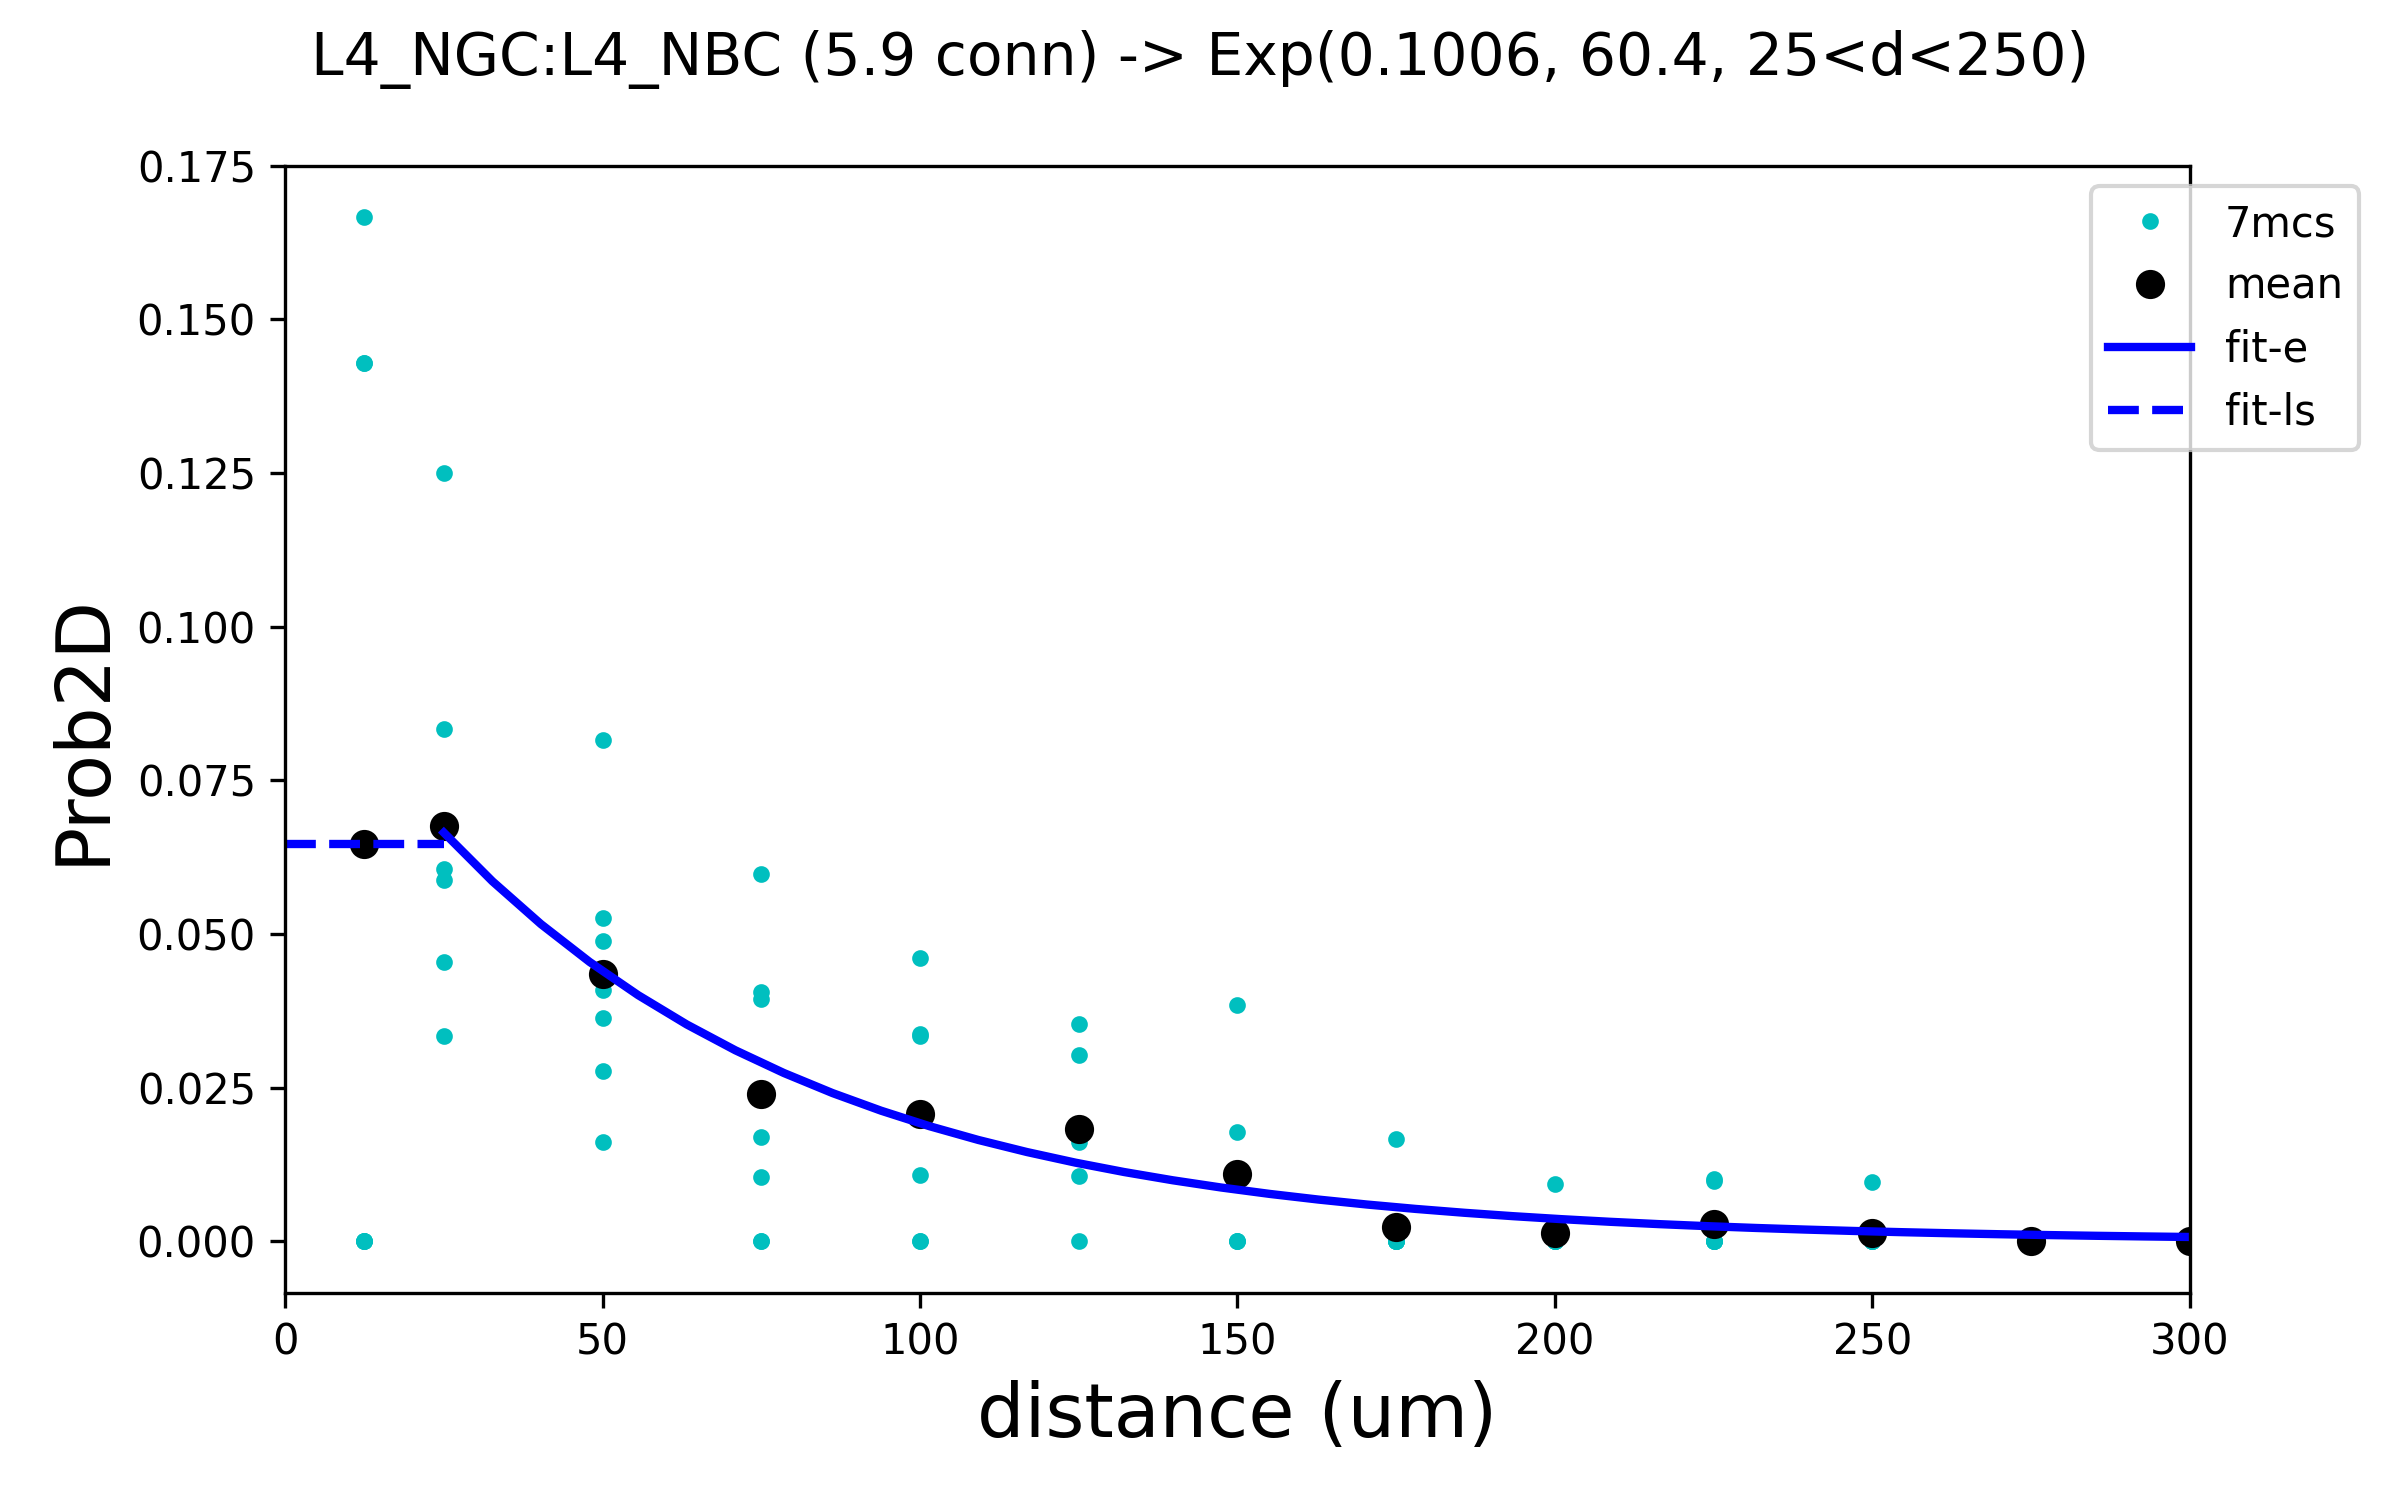 L4_NGC:L4_NBC (5.9 conn) -> Exp(0.1006, 60.4, 25<d<250)
0.175
0.150
0.125
0.100
0.075
0.050
0.025
0.000
Prob2D
7mcs
mean
fit-e
fit-ls
0 50 100 150 200 250 300
distance (um)